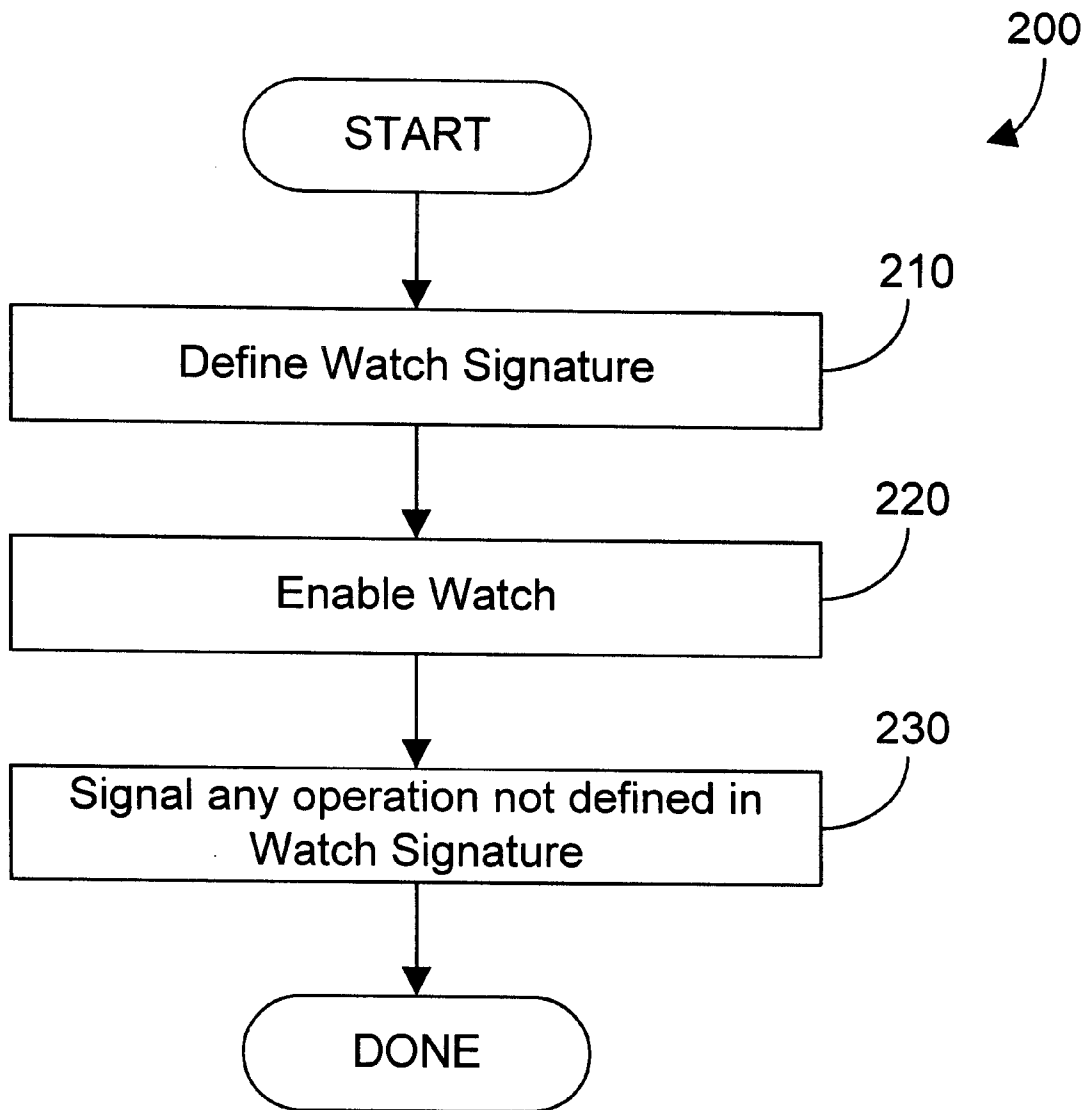 200
START
210
Define Watch Signature
220
Enable Watch
230
Signal any operation not defined in
Watch Signature
DONE